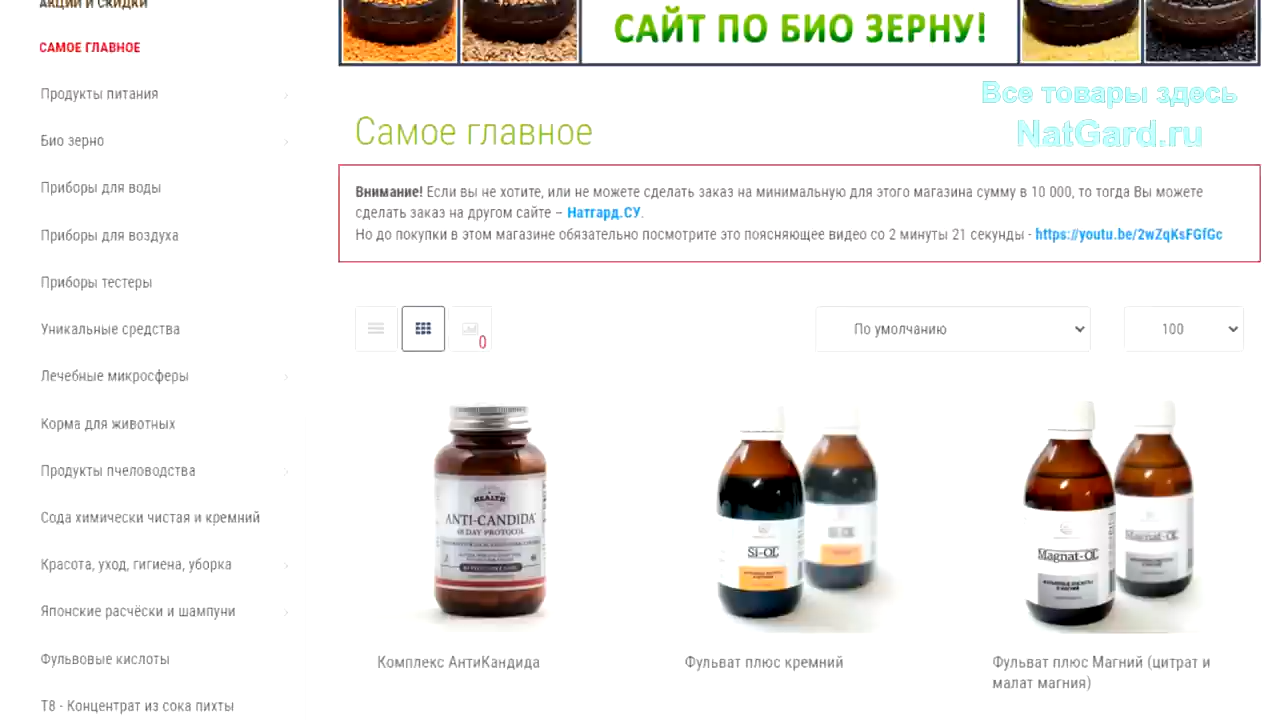 АКЦИИ И СКИДКИ
САМОЕ ГЛАВНОЕ
Продукты питания
Био зерно
Приборы для воды
Приборы для воздуха
Приборы тестеры
Уникальные средства
Лечебные микросферы
Корма для животных
Продукты пчеловодства
Сода химически чистая и кремний
Красота, уход, гигиена, уборка
Японские расчёски и шампуни
Фульвовые кислоты
Т8 - Концентрат из сока пихты
САЙТ ПО БИО ЗЕРНУ!
Все товары здесь
NatGard.ru
Самое главное
Внимание! Если вы не хотите, или не можете сделать заказ на минимальную для этого магазина сумму в 10 000, то тогда Вы можете
сделать заказ на другом сайте – Натгард.СУ.
Но до покупки в этом магазине обязательно посмотрите это поясняющее видео со 2 минуты 21 секунды - https://youtu.be/2wZqKsFGfGc
0
По умолчанию
100
HEALTH
ANTI-CANDIDA
48 DAY PROTOCOL
Si-OL
Magnat-OL
Magnat-OL
Комплекс АнтиКандида
Фульват плюс кремний
Фульват плюс Магний (цитрат и
малат магния)